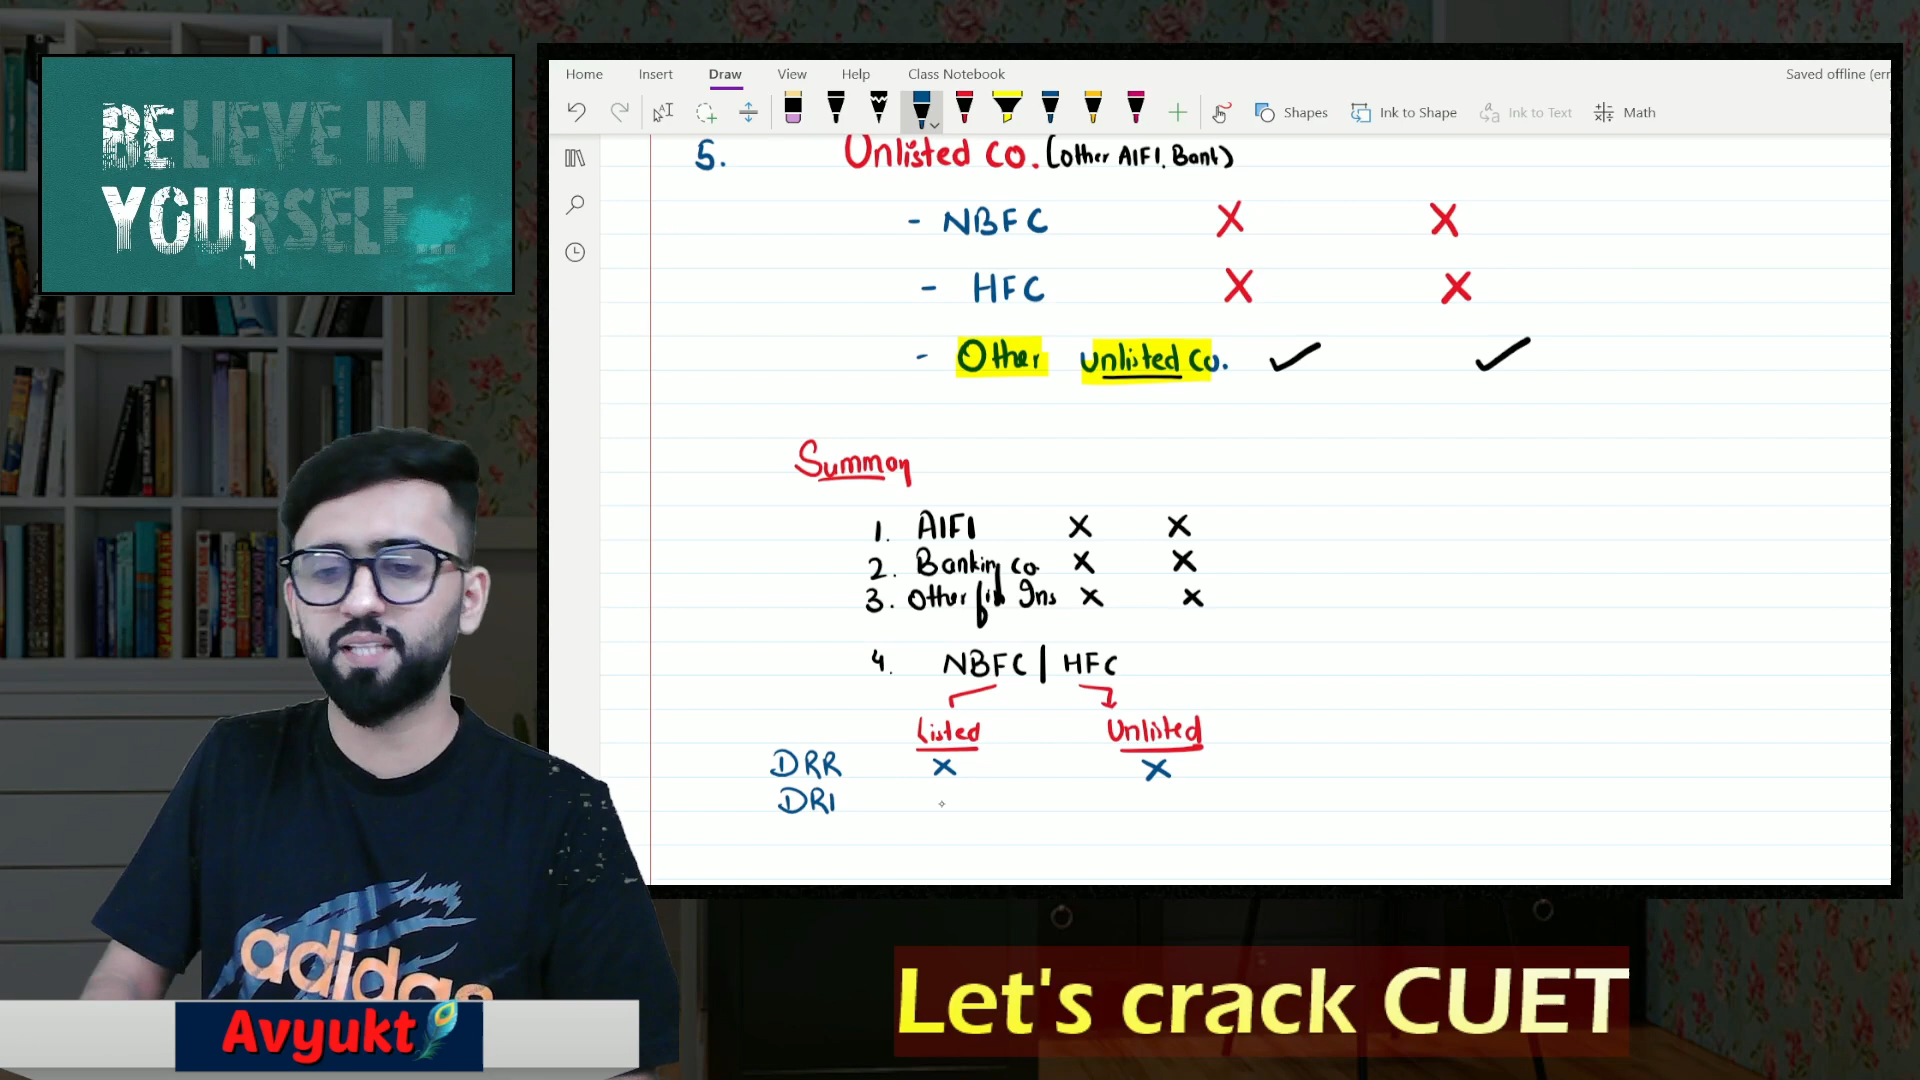 BELIEVE IN
YOURSELF...
Home Insert Draw View Help Class Notebook Saved offline (err
Shapes Ink to Shape Ink to Text Math
5. Unlisted Co. (other AIFI. Bank)
- NBFC X X
- HFC X X
- Other unlisted Co. ✓ ✓
Summary
1. AIFI X X
2. Banking co X X
3. Other fin Ins X X
4. NBFC | HFC
Listed Unlisted
DRR X X
DRI
adidas
Avyukt
Let's crack CUET